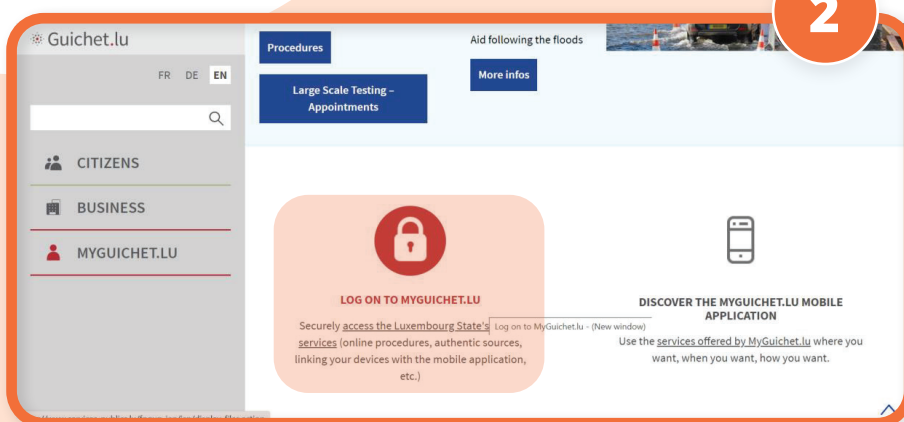 2
Guichet.lu
FR DE EN
CITIZENS
BUSINESS
MYGUICHET.LU
Procedures
Large Scale Testing –
Appointments
Aid following the floods
More infos
LOG ON TO MYGUICHET.LU
Securely access the Luxembourg State's
services (online procedures, authentic sources,
linking your devices with the mobile application,
etc.)
Log on to MyGuichet.lu - (New window)
DISCOVER THE MYGUICHET.LU MOBILE
APPLICATION
Use the services offered by MyGuichet.lu where you
want, when you want, how you want.